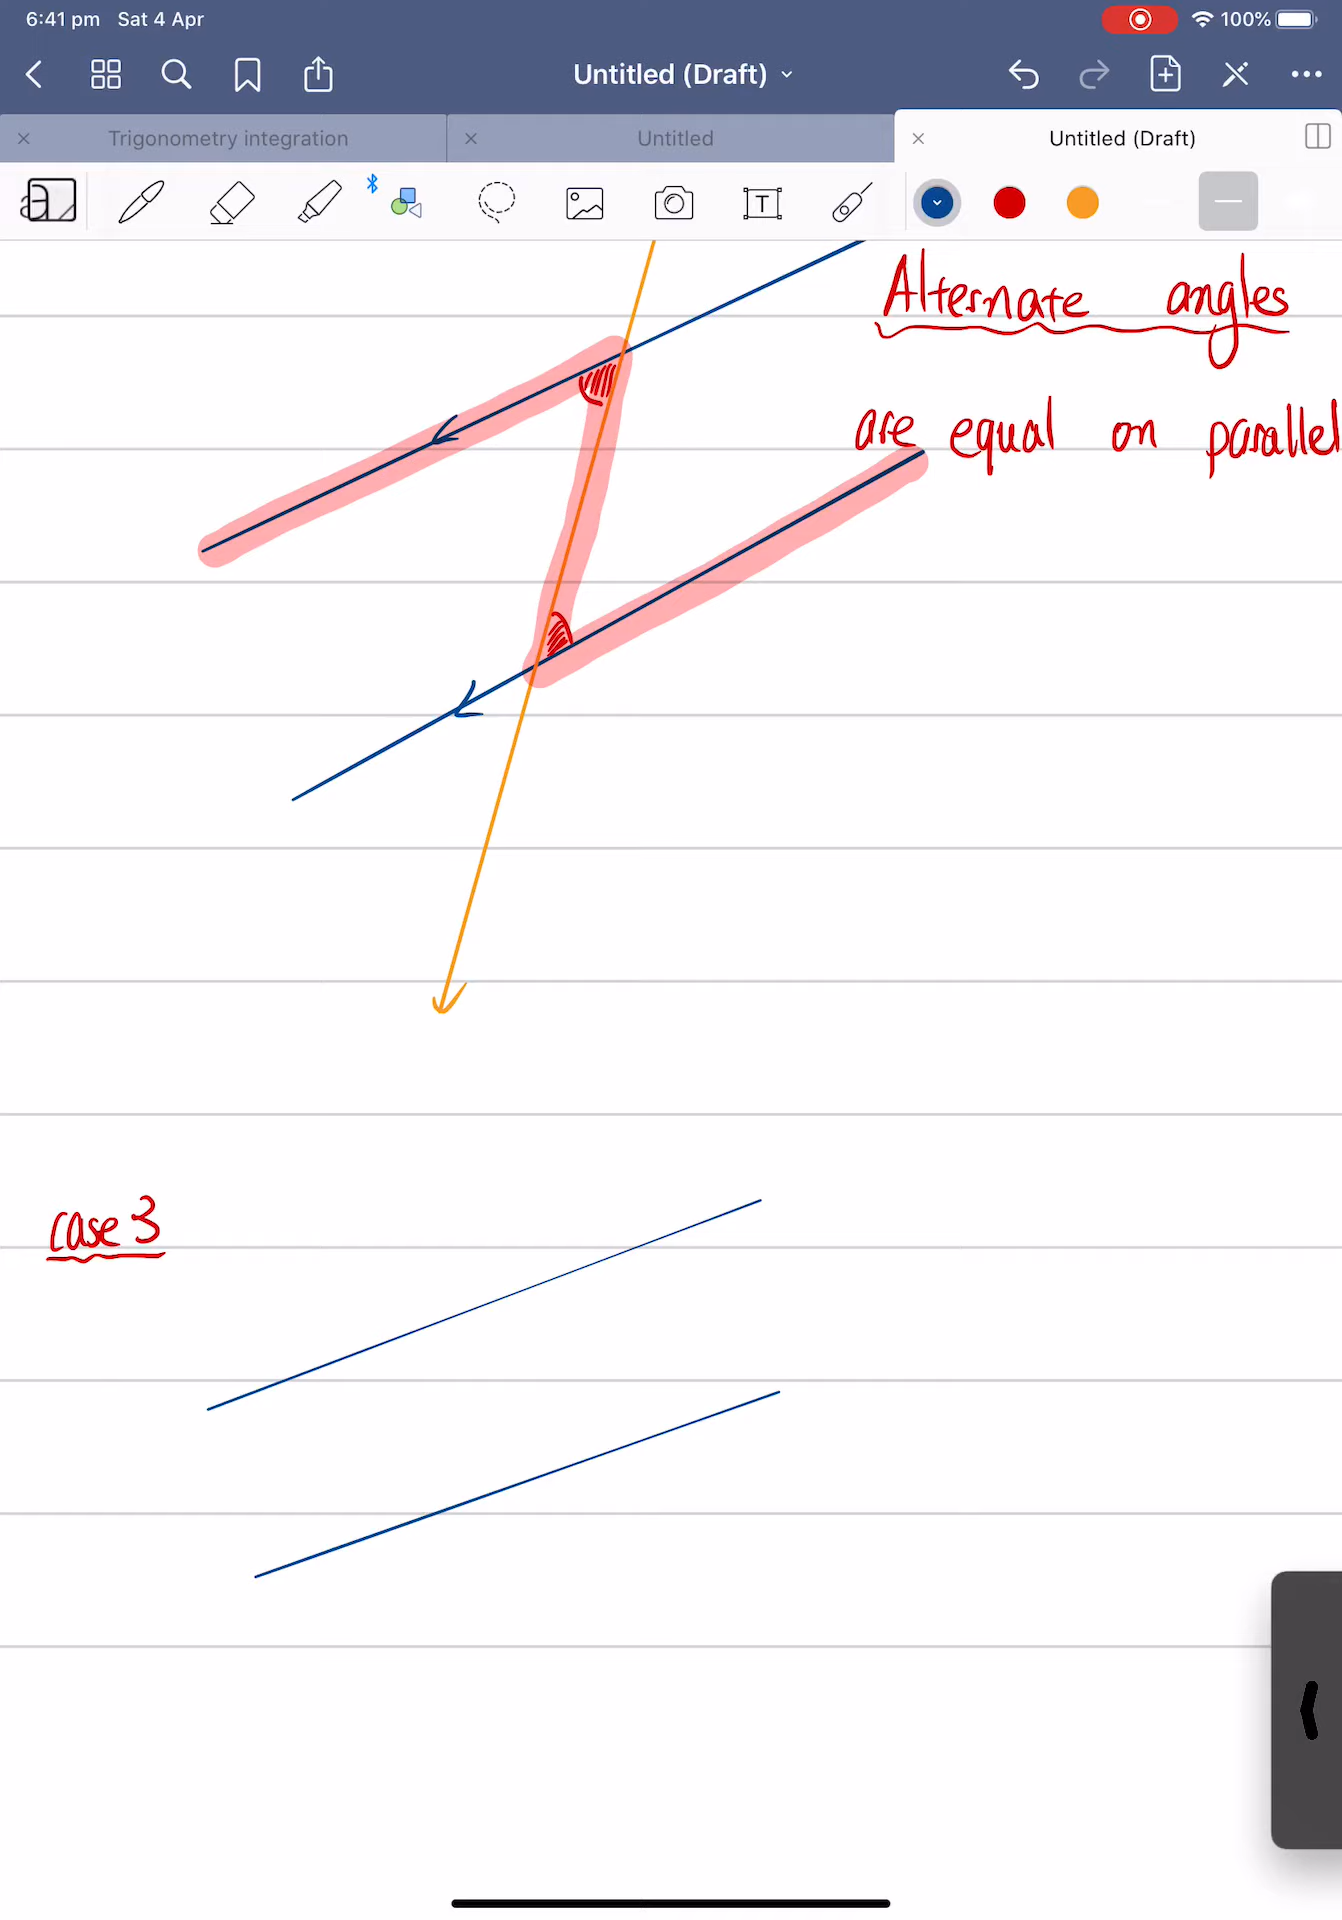 6:41 pm Sat 4 Apr 100%
Untitled (Draft)
Trigonometry integration Untitled Untitled (Draft)
T
Alternate angles
are equal on parallel
case 3